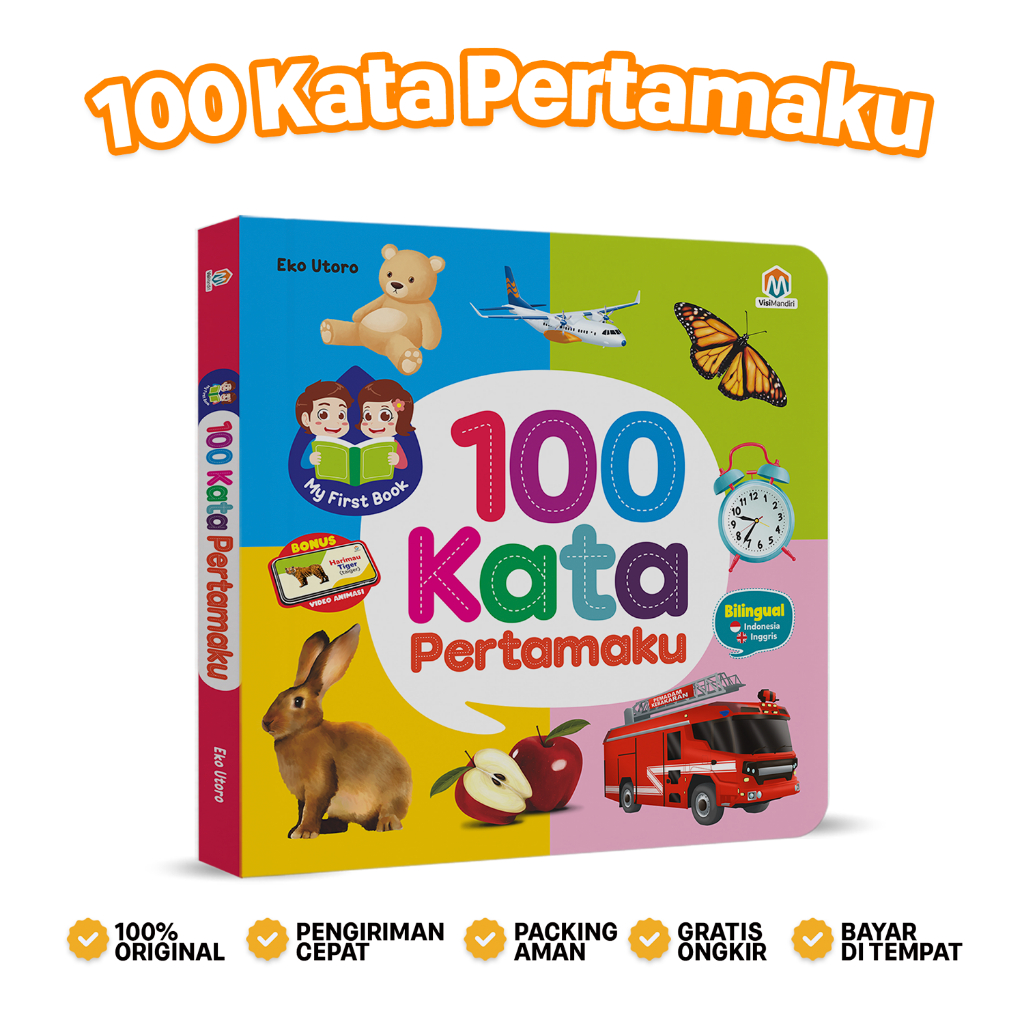 100 Kata Pertamaku
Eko Utoro
VisiMandiri
My First Book
100
Kata
Pertamaku
BONUS
Harimau
Tiger
(taiger)
VIDEO ANIMASI
Bilingual
Indonesia
Inggris
PEMADAM
KEBAKARAN
100 Kata Pertamaku
Eko Utoro
100%
ORIGINAL
PENGIRIMAN
CEPAT
PACKING
AMAN
GRATIS
ONGKIR
BAYAR
DI TEMPAT